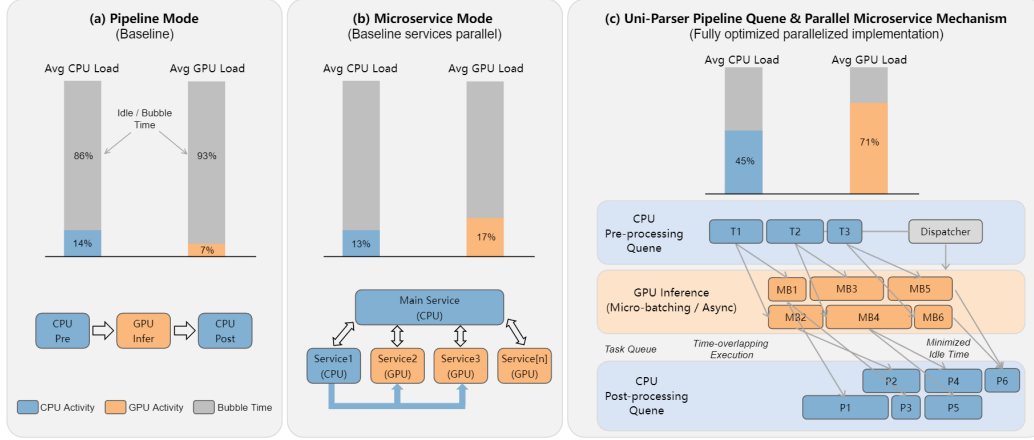 (a) Pipeline Mode
(Baseline)
Avg CPU Load
Avg GPU Load
Idle / Bubble
Time
86%
93%
14%
7%
CPU
Pre
GPU
Infer
CPU
Post
CPU Activity
GPU Activity
Bubble Time
(b) Microservice Mode
(Baseline services parallel)
Avg CPU Load
Avg GPU Load
13%
17%
Main Service
(CPU)
Service1
(CPU)
Service2
(GPU)
Service3
(GPU)
Service[n]
(GPU)
(c) Uni-Parser Pipeline Quene & Parallel Microservice Mechanism
(Fully optimized parallelized implementation)
Avg CPU Load
Avg GPU Load
45%
71%
CPU
Pre-processing
Quene
T1
T2
T3
Dispatcher
GPU Inference
(Micro-batching / Async)
MB1
MB3
MB5
MB2
MB4
MB6
Task Queue
Time-overlapping
Execution
Minimized
Idle Time
CPU
Post-processing
Quene
P2
P4
P6
P1
P3
P5